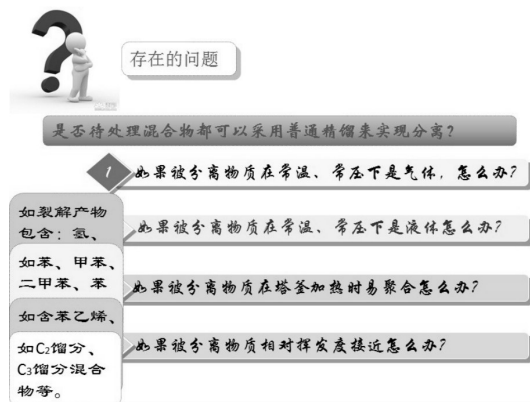 存在的问题
是否待处理混合物都可以采用普通精馏来实现分离?
1
如果被分离物质在常温、常压下是气体，怎么办?
如裂解产物
包含：氢、
如果被分离物质在常温、常压下是液体怎么办?
如苯、甲苯、
二甲苯、苯
如果被分离物质在塔釜加热时易聚合怎么办?
如含苯乙烯、
如果被分离物质相对挥发度接近怎么办?
如C₂馏分、
C₃馏分混合
物等。